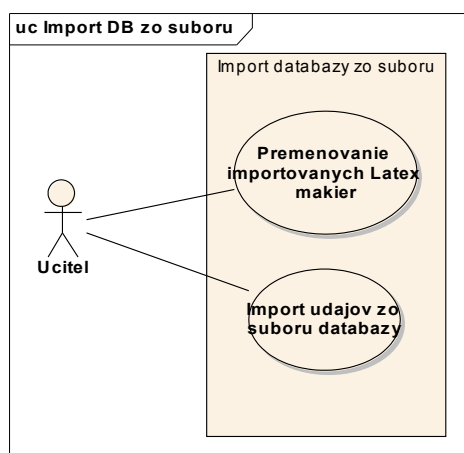 uc Import DB zo suboru
Import databazy zo suboru
Premenovanie
importovanych Latex
makier
Ucitel
Import udajov zo
suboru databazy